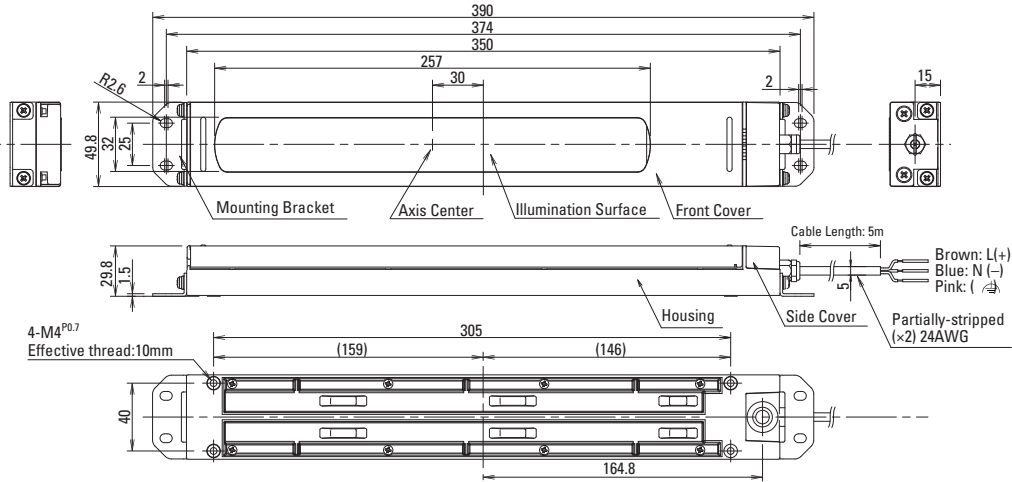 390
374
350
257
30
2
R2.6
2
15
49.8
32
25
Mounting Bracket
Axis Center
Illumination Surface
Front Cover
Cable Length: 5m
29.8
1.5
5
Brown: L(+)
Blue: N (–)
Pink: (
Housing
Side Cover
Partially-stripped
(×2) 24AWG
4-M4P0.7
Effective thread:10mm
305
(159)
(146)
40
164.8